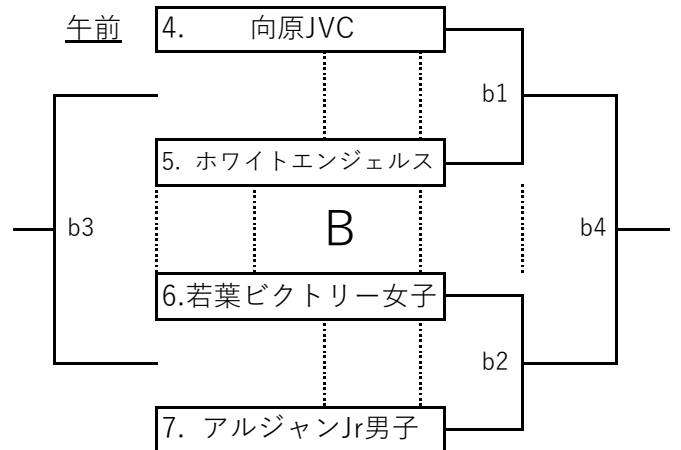 午前
4. 向原JVC
b1
5. ホワイトエンジェルス
b3
B
b4
6.若葉ビクトリー女子
b2
7. アルジャンJr男子